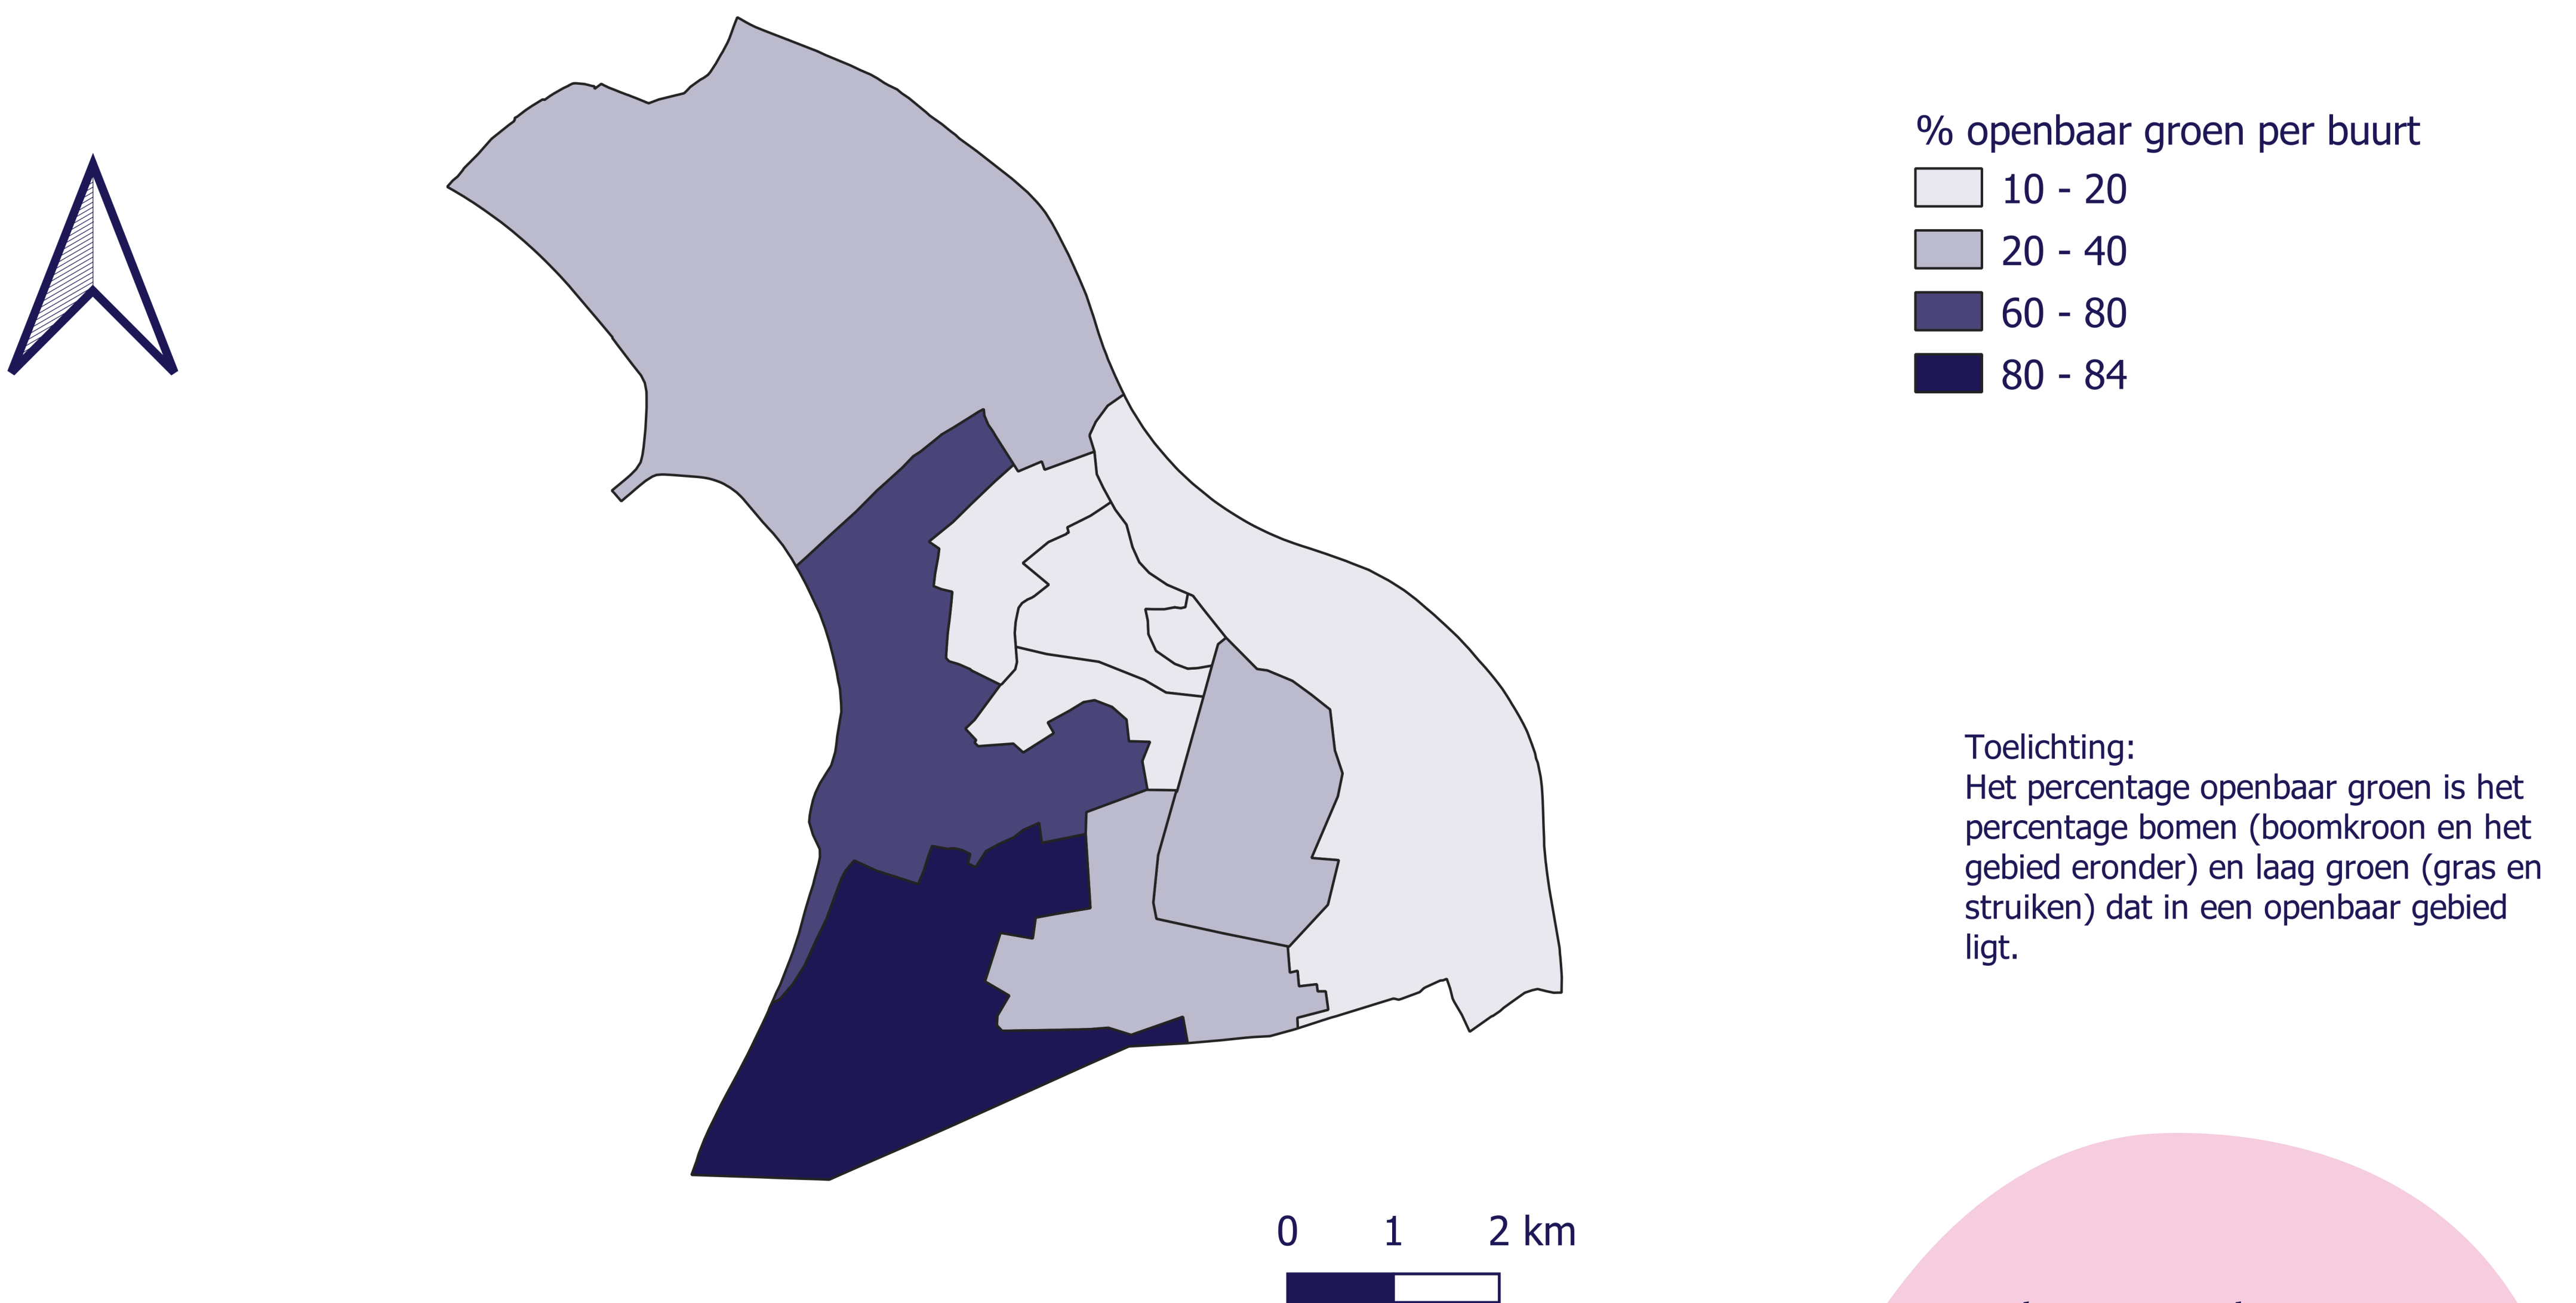 % openbaar groen per buurt
10 - 20
20 - 40
60 - 80
80 - 84
Toelichting:
Het percentage openbaar groen is het
percentage bomen (boomkroon en het
gebied eronder) en laag groen (gras en
struiken) dat in een openbaar gebied
ligt.
0 1 2 km